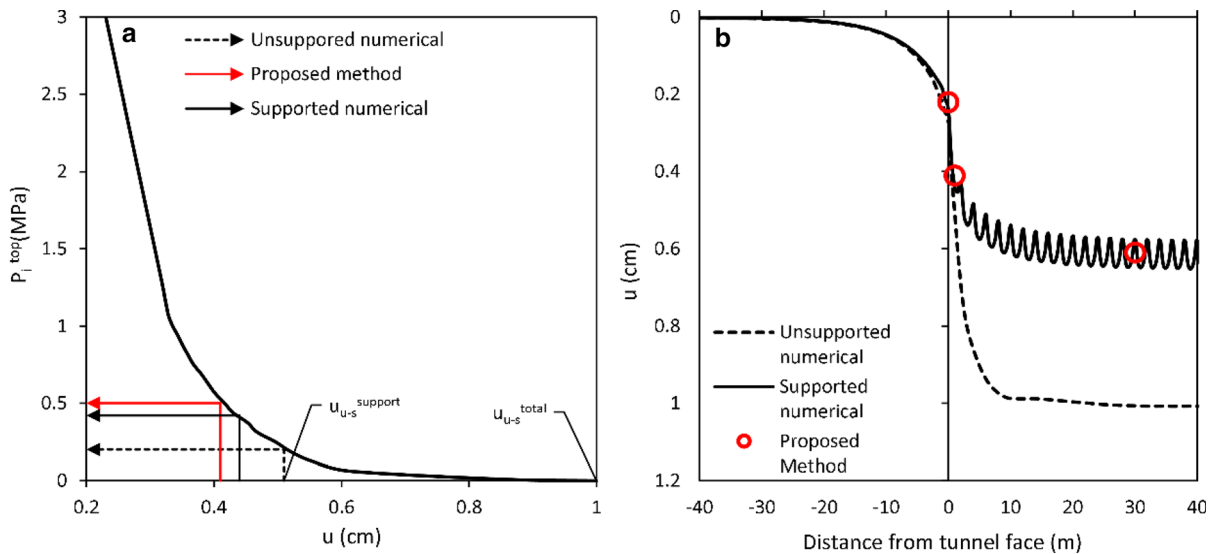 a
Unsuppored numerical
Proposed method
Supported numerical
3
2.5
2
1.5
1
0.5
0
P_i^top(MPa)
u_u-s^support
u_u-s^total
0.2
0.4
0.6
0.8
1
u (cm)
b
0
0.2
0.4
0.6
0.8
1
1.2
u (cm)
Unsupported
numerical
Supported
numerical
Proposed
Method
-40
-30
-20
-10
0
10
20
30
40
Distance from tunnel face (m)